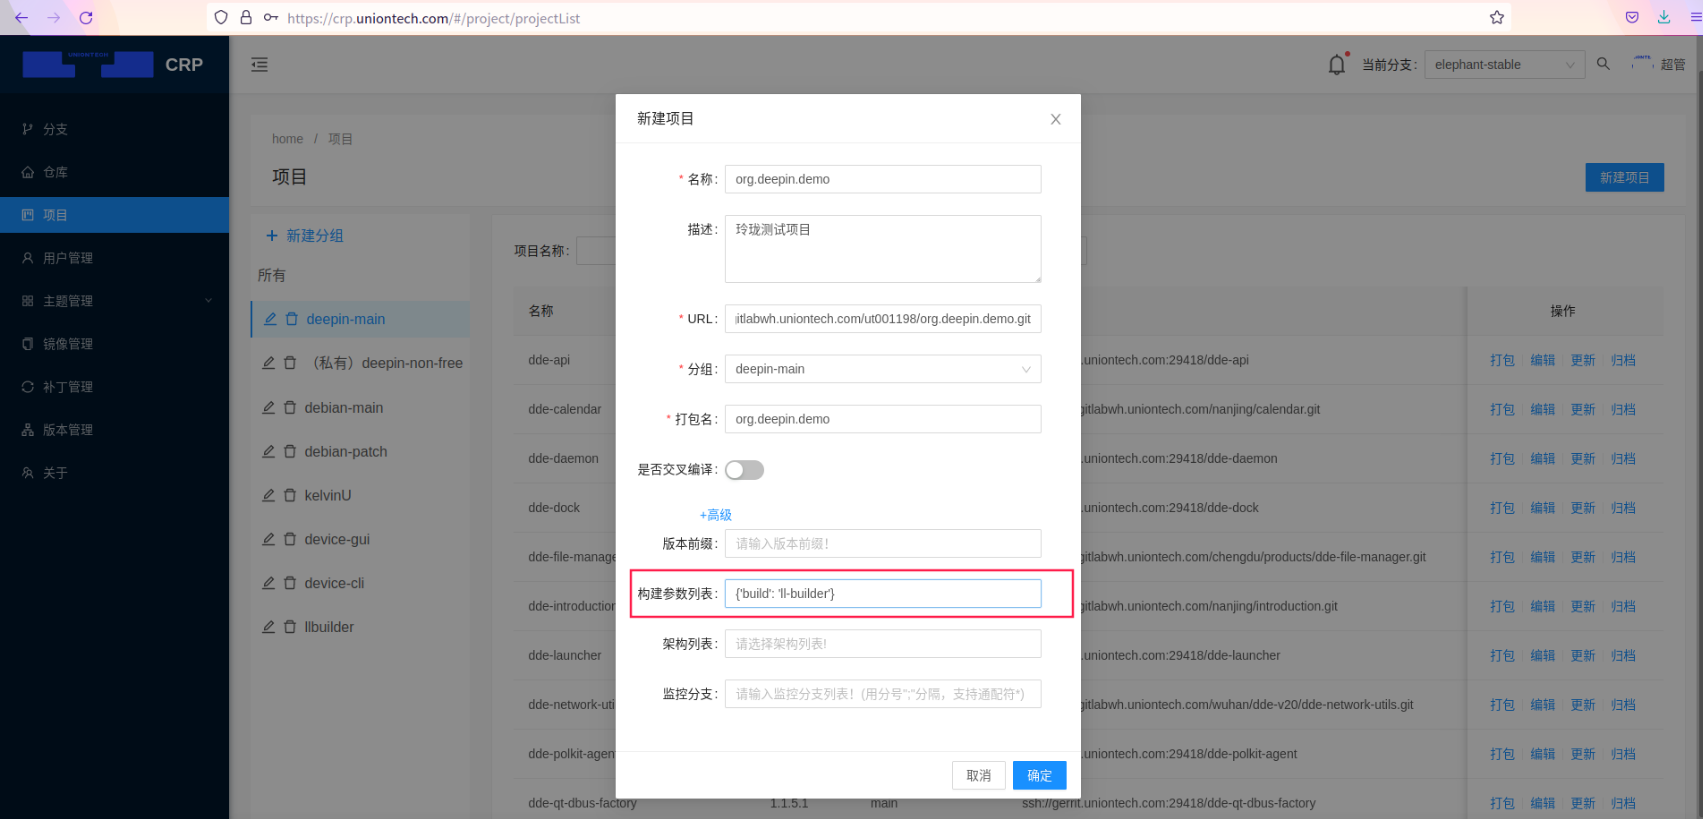 https://crp.uniontech.com/#/project/projectList
UNIONTECH
CRP
当前分支:
elephant-stable
超管
分支
仓库
项目
用户管理
主题管理
镜像管理
补丁管理
版本管理
关于
home / 项目
项目
新建项目
+ 新建分组
所有
deepin-main
（私有）deepin-non-free
debian-main
debian-patch
kelvinU
device-gui
device-cli
llbuilder
项目名称:
名称 操作
dde-api .uniontech.com:29418/dde-api 打包 编辑 更新 归档
dde-calendar gitlabwh.uniontech.com/nanjing/calendar.git 打包 编辑 更新 归档
dde-daemon .uniontech.com:29418/dde-daemon 打包 编辑 更新 归档
dde-dock .uniontech.com:29418/dde-dock 打包 编辑 更新 归档
dde-file-manage gitlabwh.uniontech.com/chengdu/products/dde-file-manager.git 打包 编辑 更新 归档
dde-introduction gitlabwh.uniontech.com/nanjing/introduction.git 打包 编辑 更新 归档
dde-launcher .uniontech.com:29418/dde-launcher 打包 编辑 更新 归档
dde-network-uti gitlabwh.uniontech.com/wuhan/dde-v20/dde-network-utils.git 打包 编辑 更新 归档
dde-polkit-agent .uniontech.com:29418/dde-polkit-agent 打包 编辑 更新 归档
dde-qt-dbus-factory 1.1.5.1 main ssh://gerrit.uniontech.com:29418/dde-qt-dbus-factory 打包 编辑 更新 归档
新建项目
* 名称: org.deepin.demo
描述: 玲珑测试项目
* URL: itlabwh.uniontech.com/ut001198/org.deepin.demo.git
* 分组: deepin-main
* 打包名: org.deepin.demo
是否交叉编译:
+高级
版本前缀: 请输入版本前缀!
构建参数列表: {'build': 'll-builder'}
架构列表: 请选择架构列表!
监控分支: 请输入监控分支列表！(用分号";"分隔，支持通配符*)
取消 确定